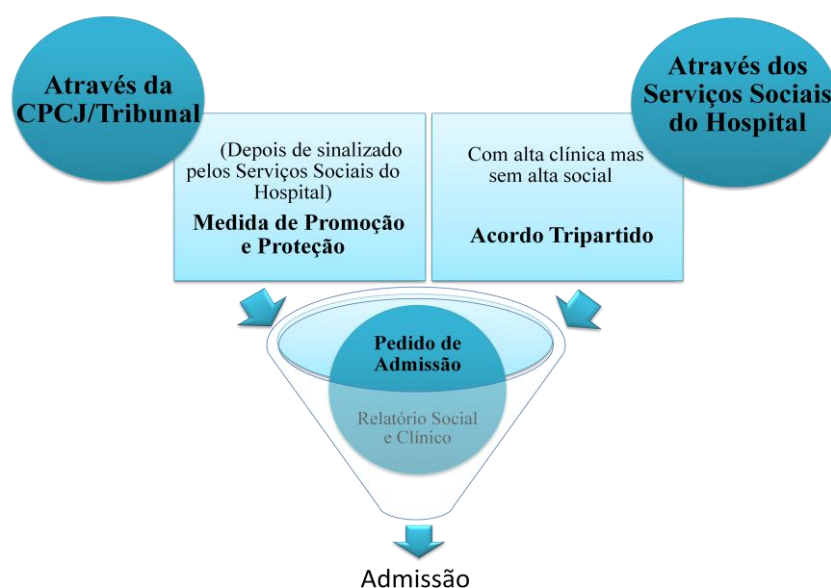 Através da
CPCJ/Tribunal
(Depois de sinalizado
pelos Serviços Sociais do
Hospital)
Medida de Promoção
e Proteção
Através dos
Serviços Sociais
do Hospital
Com alta clínica mas
sem alta social
Acordo Tripartido
Pedido de
Admissão
Relatório Social
e Clínico
Admissão